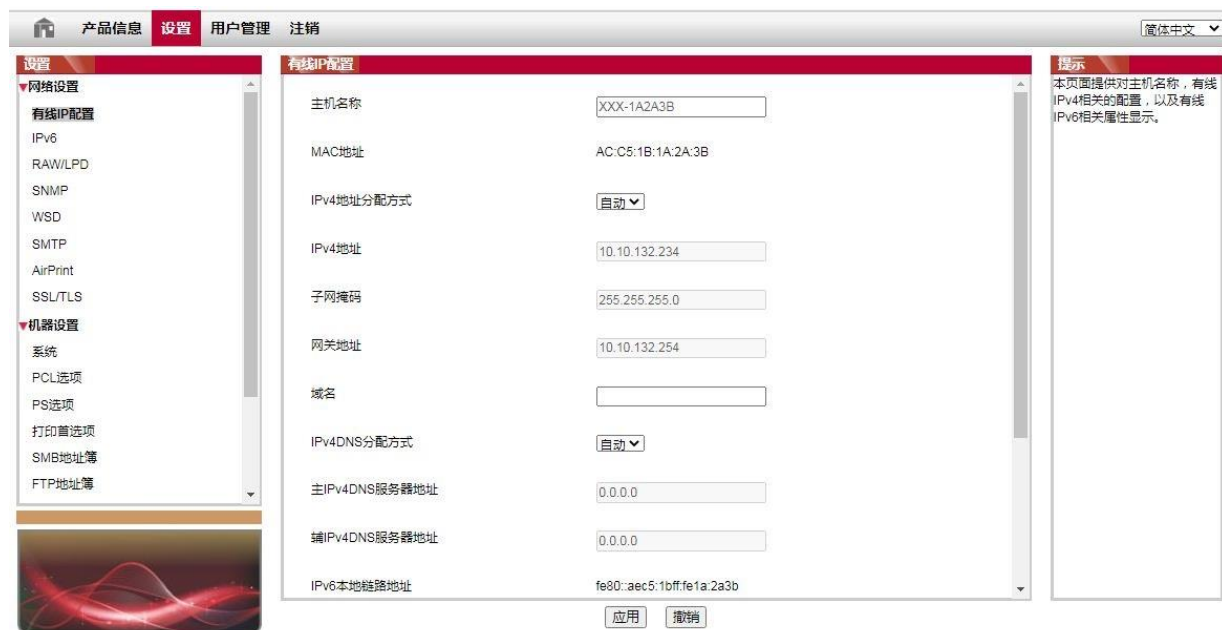 产品信息 设置 用户管理 注销 简体中文
设置
▼网络设置
有线IP配置
IPv6
RAW/LPD
SNMP
WSD
SMTP
AirPrint
SSL/TLS
▼机器设置
系统
PCL选项
PS选项
打印首选项
SMB地址簿
FTP地址簿
有线IP配置
主机名称 XXX-1A2A3B
MAC地址 AC:C5:1B:1A:2A:3B
IPv4地址分配方式 自动
IPv4地址 10.10.132.234
子网掩码 255.255.255.0
网关地址 10.10.132.254
域名
IPv4DNS分配方式 自动
主IPv4DNS服务器地址 0.0.0.0
辅IPv4DNS服务器地址 0.0.0.0
IPv6本地链路地址 fe80::aec5:1bff:fe1a:2a3b
应用 撤销
提示
本页面提供对主机名称，有线
IPv4相关的配置，以及有线
IPv6相关属性显示。